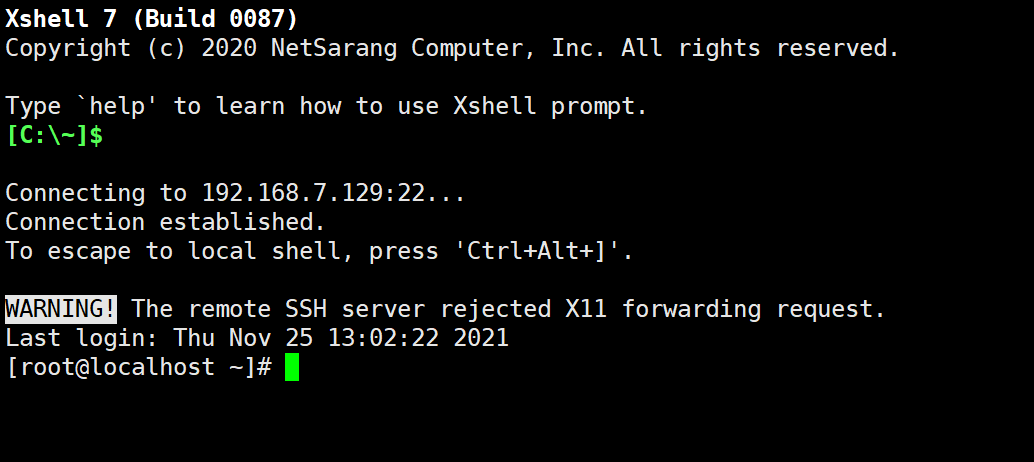 Xshell 7 (Build 0087)
Copyright (c) 2020 NetSarang Computer, Inc. All rights reserved.
Type `help' to learn how to use Xshell prompt.
[C:\~]$
Connecting to 192.168.7.129:22...
Connection established.
To escape to local shell, press 'Ctrl+Alt+]'.
WARNING! The remote SSH server rejected X11 forwarding request.
Last login: Thu Nov 25 13:02:22 2021
[root@localhost ~]#